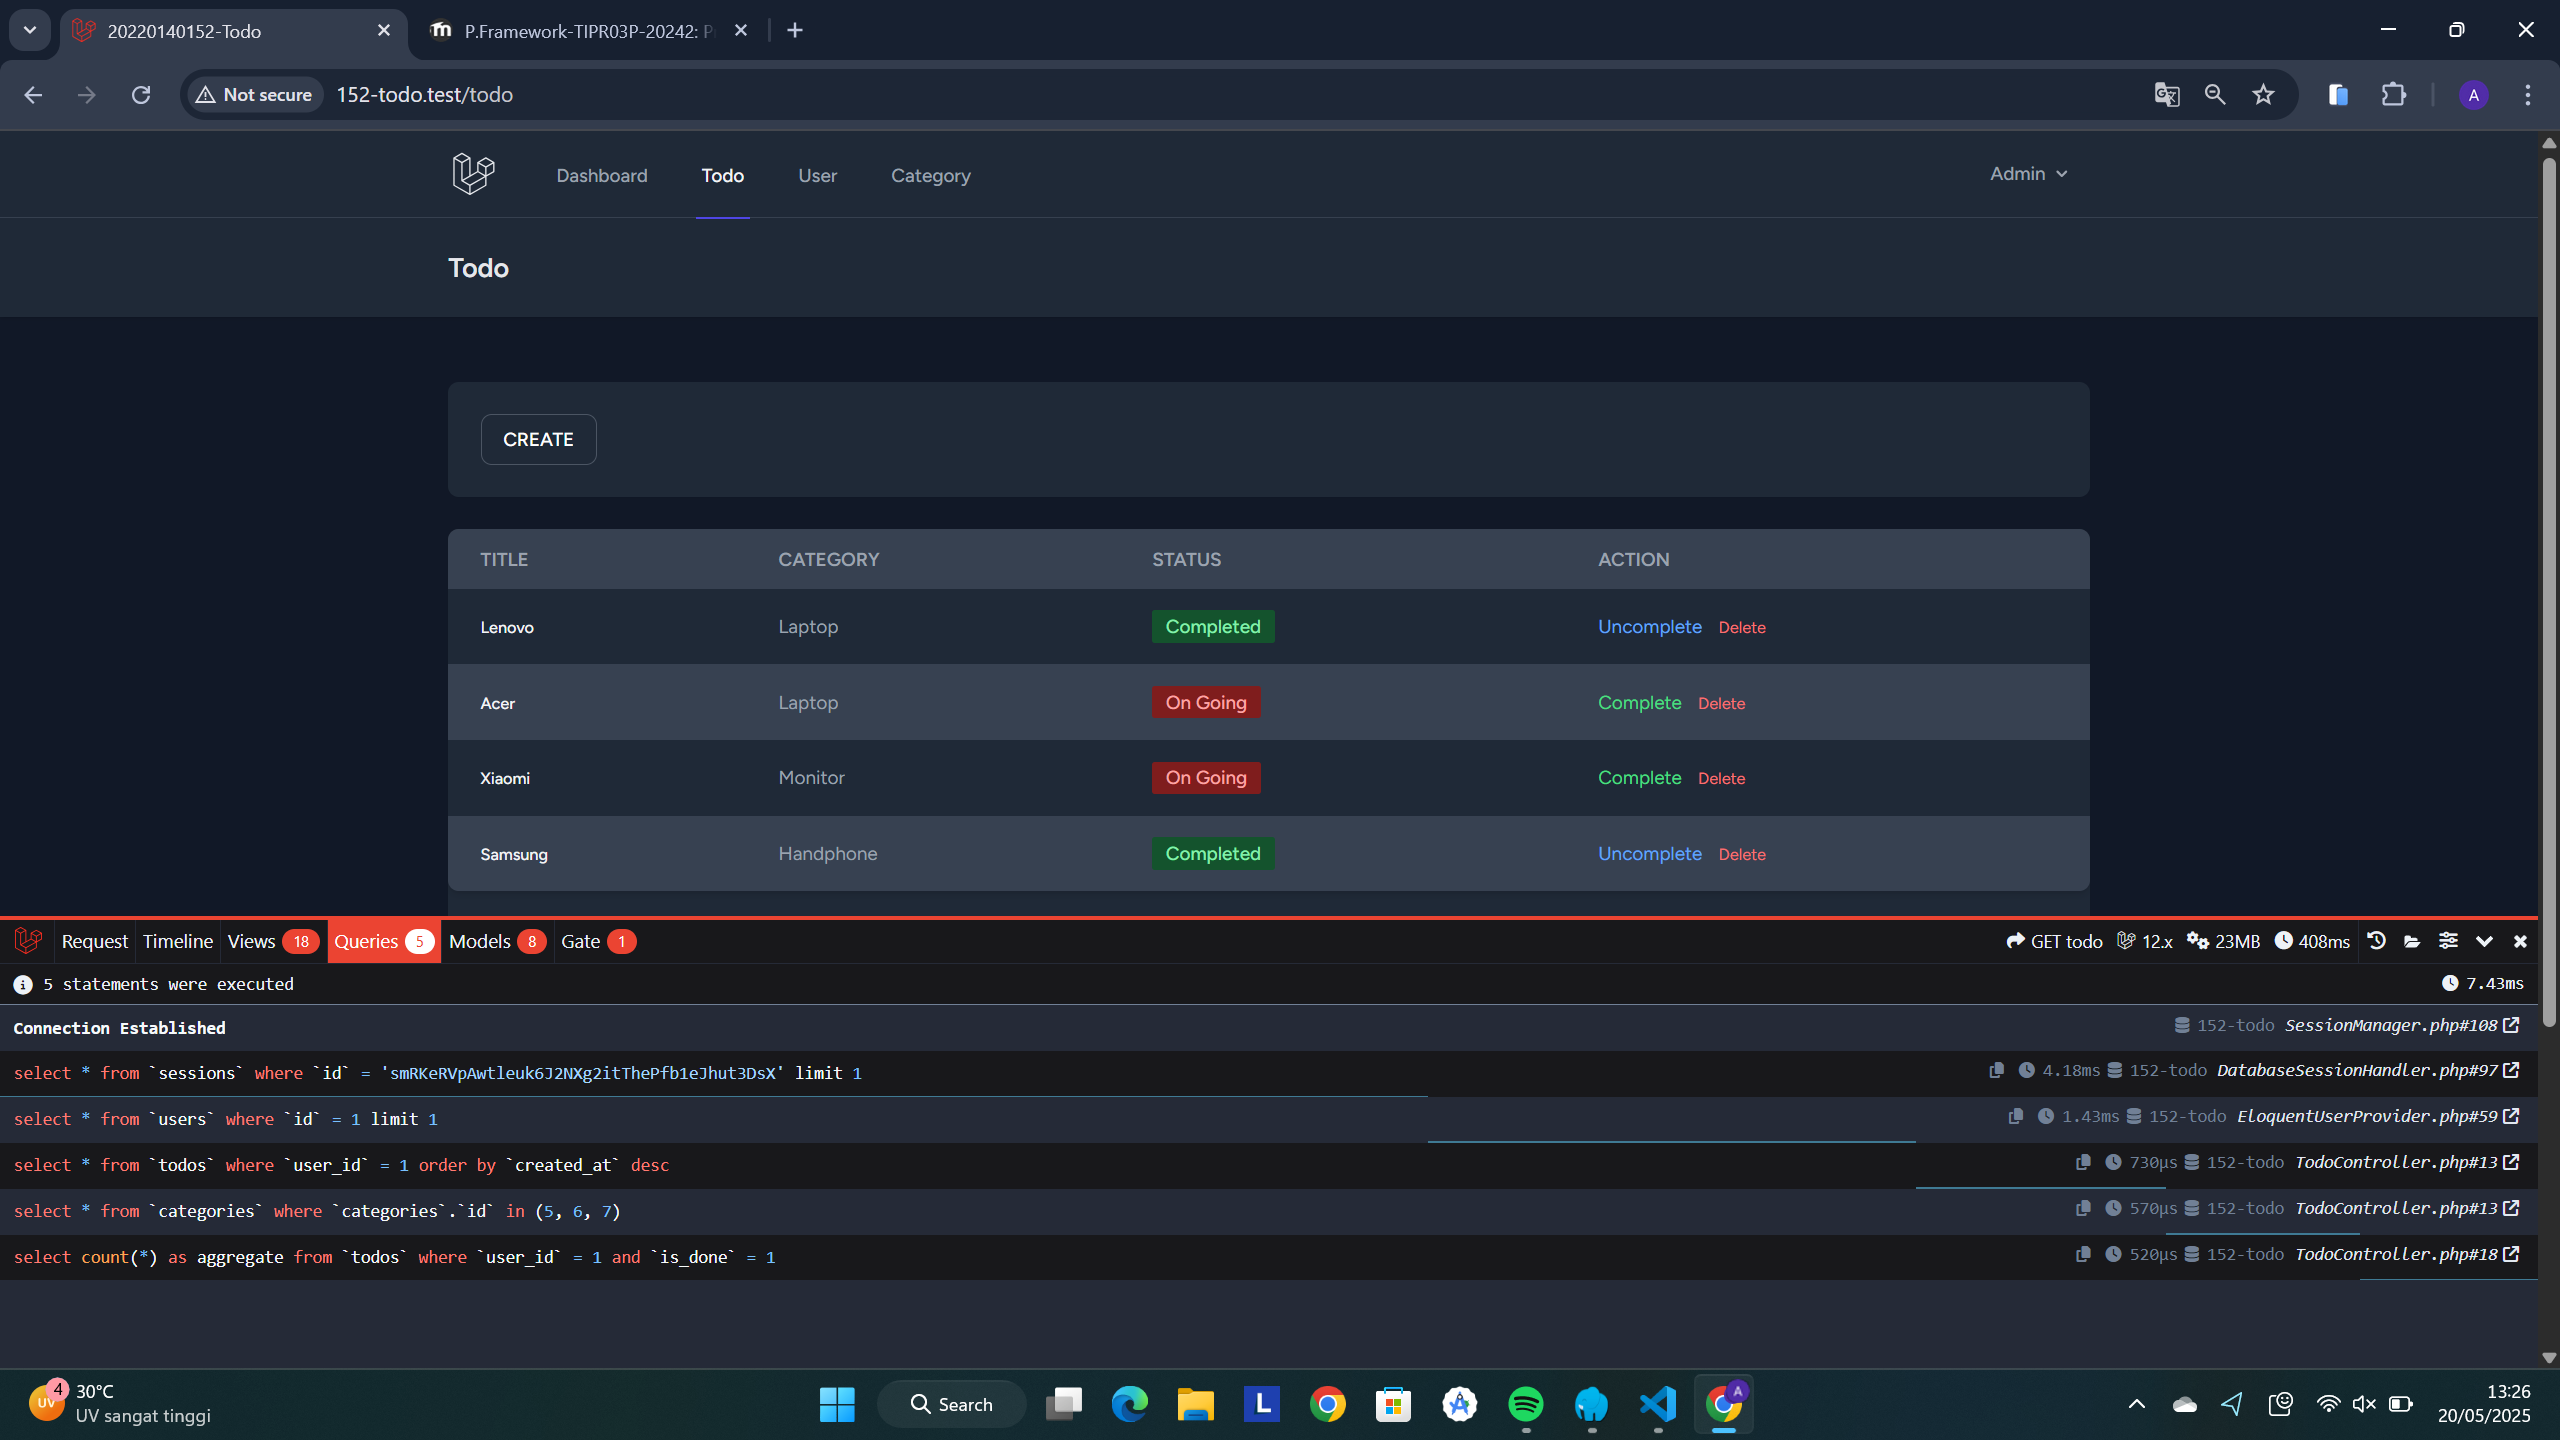 20220140152-Todo
P.Framework-TIPR03P-20242: P
Not secure
152-todo.test/todo
A
Dashboard Todo User Category
Admin
Todo
CREATE
TITLE CATEGORY STATUS ACTION
Lenovo Laptop Completed Uncomplete Delete
Acer Laptop On Going Complete Delete
Xiaomi Monitor On Going Complete Delete
Samsung Handphone Completed Uncomplete Delete
Request Timeline Views 18 Queries 5 Models 8 Gate 1 GET todo 12.x 23MB 408ms
5 statements were executed 7.43ms
Connection Established 152-todo SessionManager.php#108
select * from `sessions` where `id` = 'smRKeRVpAwtleuk6J2NXg2itThePfb1eJhut3DsX' limit 1 4.18ms 152-todo DatabaseSessionHandler.php#97
select * from `users` where `id` = 1 limit 1 1.43ms 152-todo EloquentUserProvider.php#59
select * from `todos` where `user_id` = 1 order by `created_at` desc 730μs 152-todo TodoController.php#13
select * from `categories` where `categories`.`id` in (5, 6, 7) 570μs 152-todo TodoController.php#13
select count(*) as aggregate from `todos` where `user_id` = 1 and `is_done` = 1 520μs 152-todo TodoController.php#18
UV 4
30°C
UV sangat tinggi
Search
L
A
13:26
20/05/2025